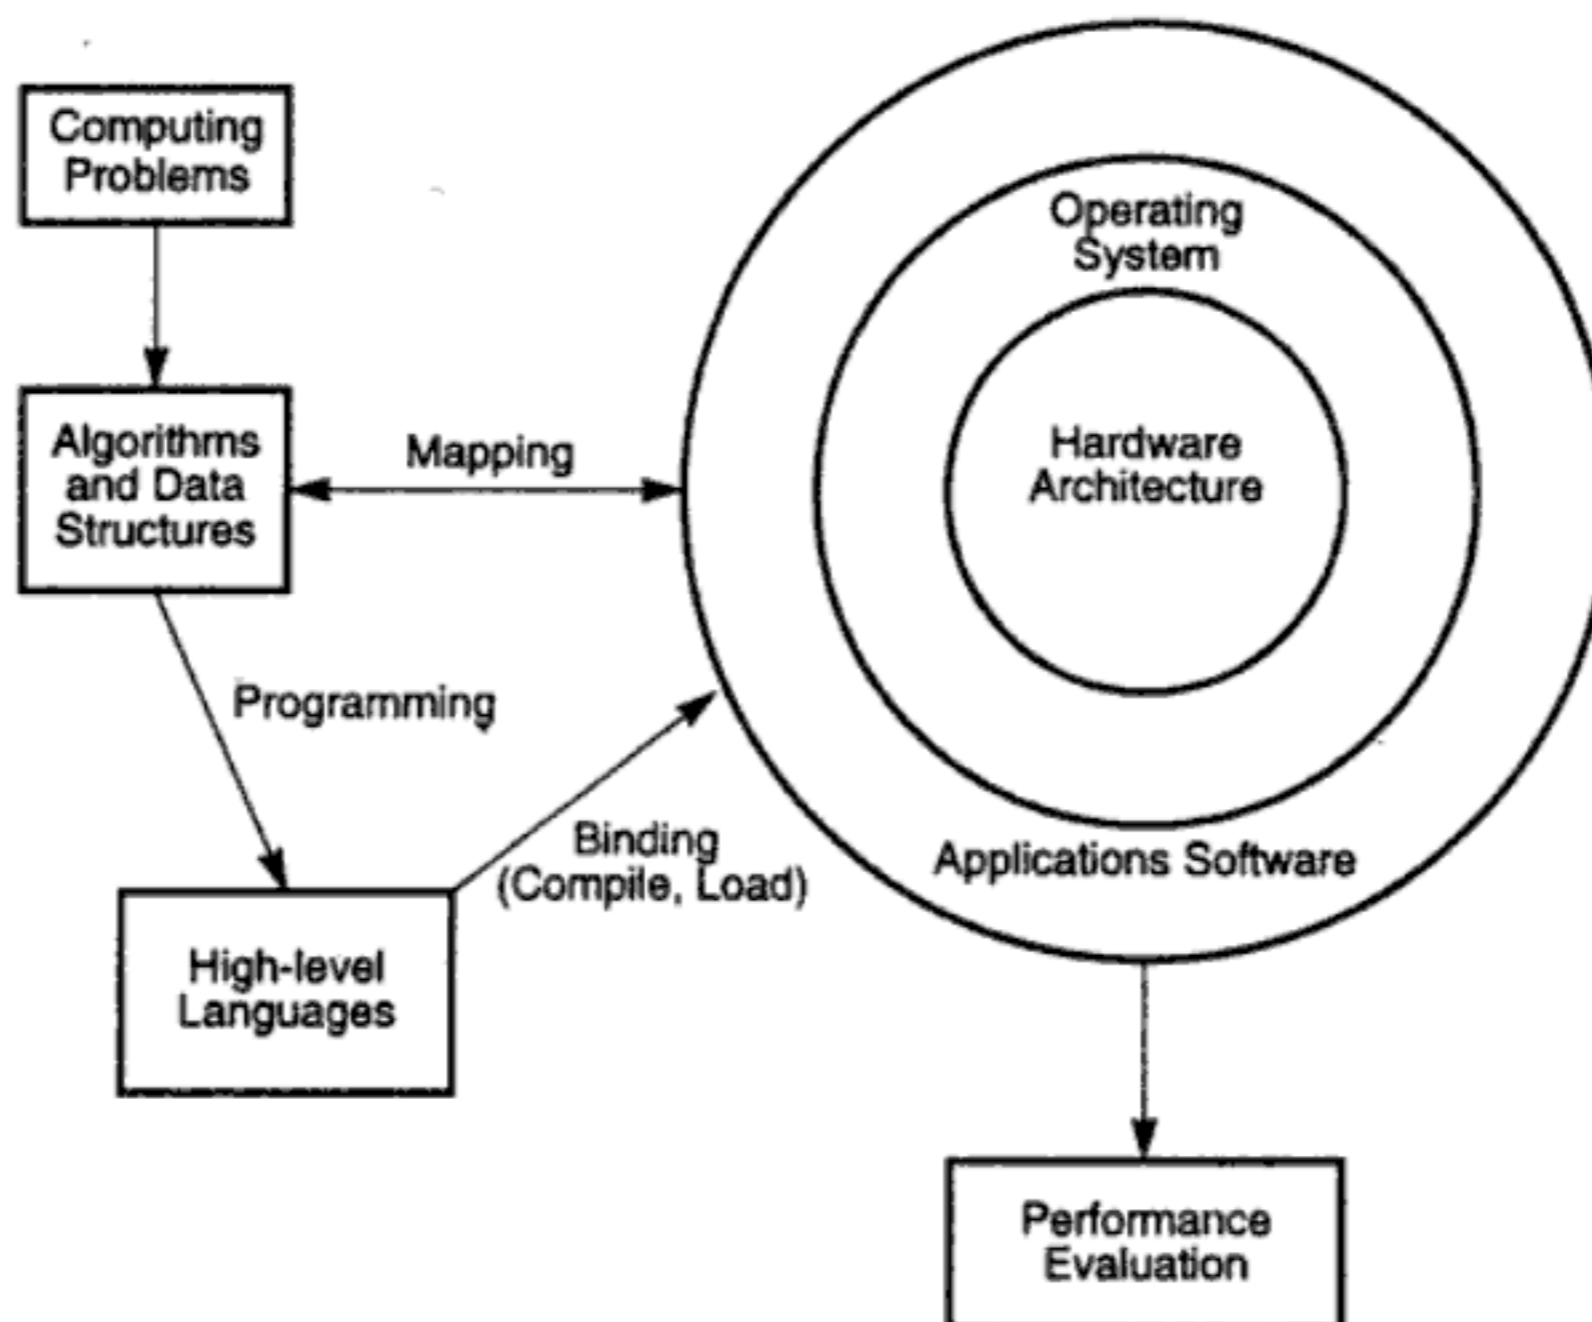 Computing
Problems
Operating
System
Algorithms
and Data
Structures
Mapping
Hardware
Architecture
Programming
Binding
(Compile, Load)
Applications Software
High-level
Languages
Performance
Evaluation